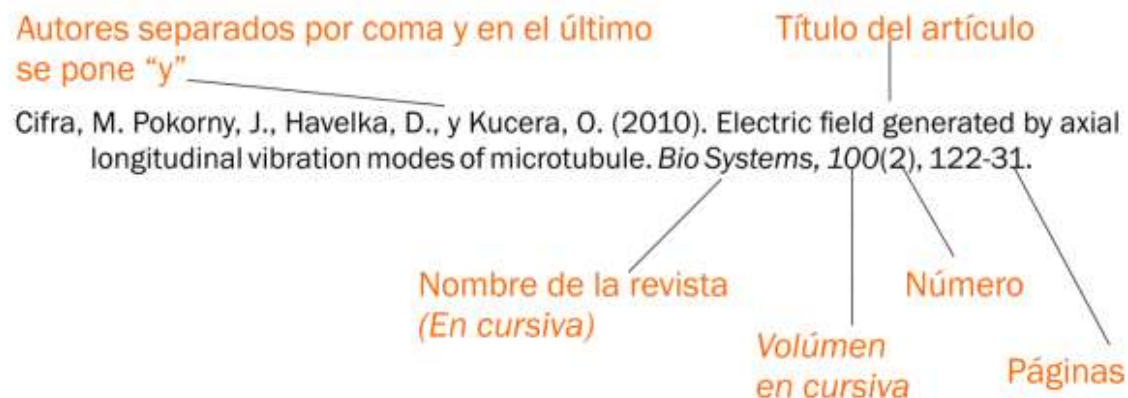 Autores separados por coma y en el último
se pone “y”
Título del artículo
Cifra, M. Pokorny, J., Havelka, D., y Kucera, O. (2010). Electric field generated by axial
longitudinal vibration modes of microtubule. Bio Systems, 100(2), 122-31.
Nombre de la revista
(En cursiva)
Número
Volúmen
en cursiva
Páginas